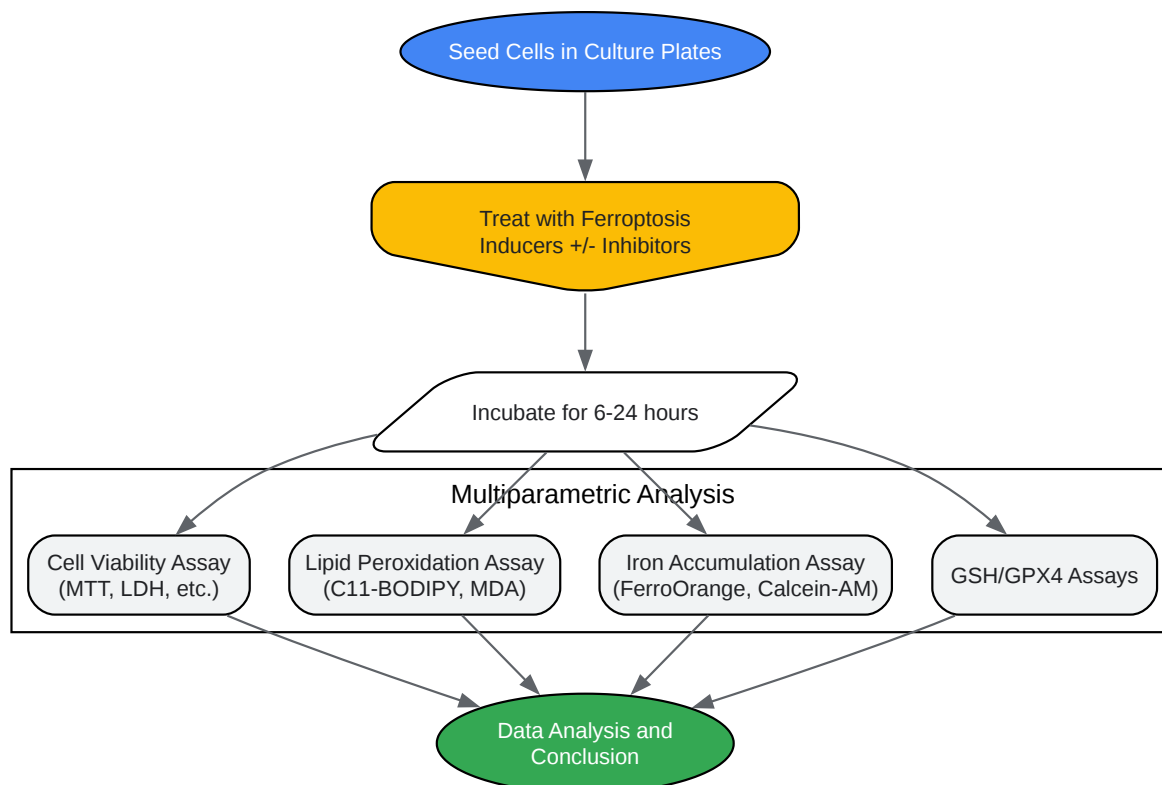 Seed Cells in Culture Plates
Treat with Ferroptosis
Inducers +/- Inhibitors
Incubate for 6-24 hours
Multiparametric Analysis
Cell Viability Assay
(MTT, LDH, etc.)
Lipid Peroxidation Assay
(C11-BODIPY, MDA)
Iron Accumulation Assay
(FerroOrange, Calcein-AM)
GSH/GPX4 Assays
Data Analysis and
Conclusion